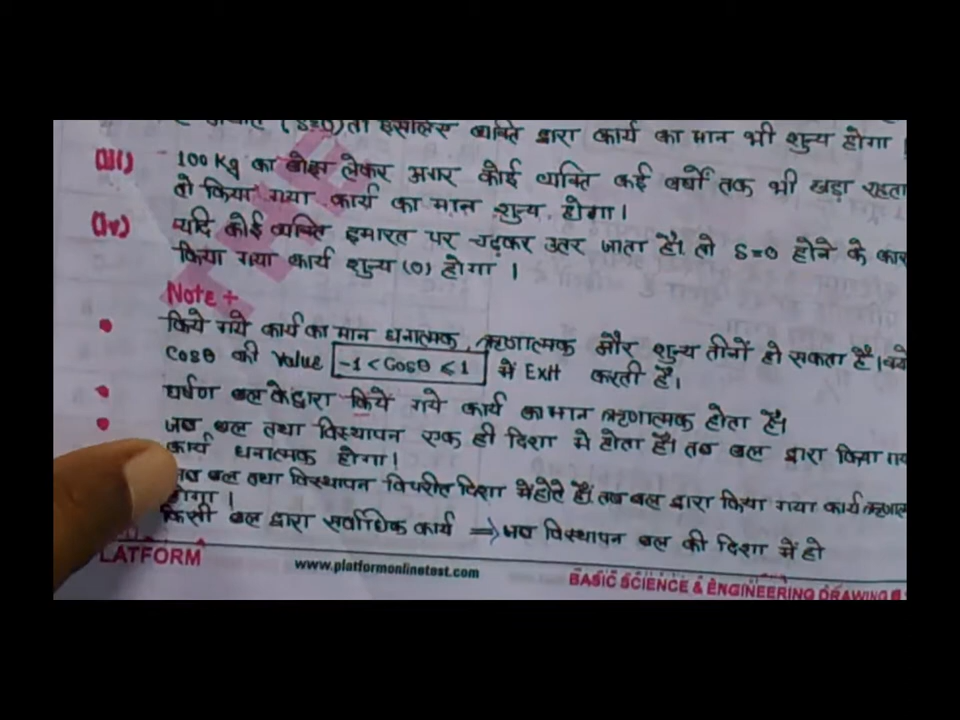 (S=0) तो इसलिए व्यक्ति द्वारा कार्य का मान भी शुन्य होगा ।
(iii) 100 Kg का बोझ लेकर अगर कोई व्यक्ति कई वर्षों तक भी खड़ा रहता
तो किया गया कार्य का मान शुन्य होगा।
(iv) यदि कोई व्यक्ति इमारत पर चढ़कर उतर जाता है। तो S=0 होने के कार
किया गया कार्य शुन्य (0) होगा ।
Note +
• किये गये कार्य का मान धनात्मक, ऋणात्मक और शुन्य तीनों हो सकता है।
Cosθ की Value -1 < Cosθ ≤ 1 में Exit करती है।
• घर्षण बल के द्वारा किये गये कार्य का मान ऋणात्मक होता है।
• जब बल तथा विस्थापन एक ही दिशा मे होता है। तब बल द्वारा किया गय
कार्य धनात्मक होगा।
जब बल तथा विस्थापन विपरीत दिशा में होते हैं, तब बल द्वारा किया गया कार्य ऋणात्म
होगा ।
किसी बल द्वारा सर्वाधिक कार्य ⇒ जब विस्थापन बल की दिशा में हो
PLATFORM www.platformonlinetest.com BASIC SCIENCE & ENGINEERING DRAWING